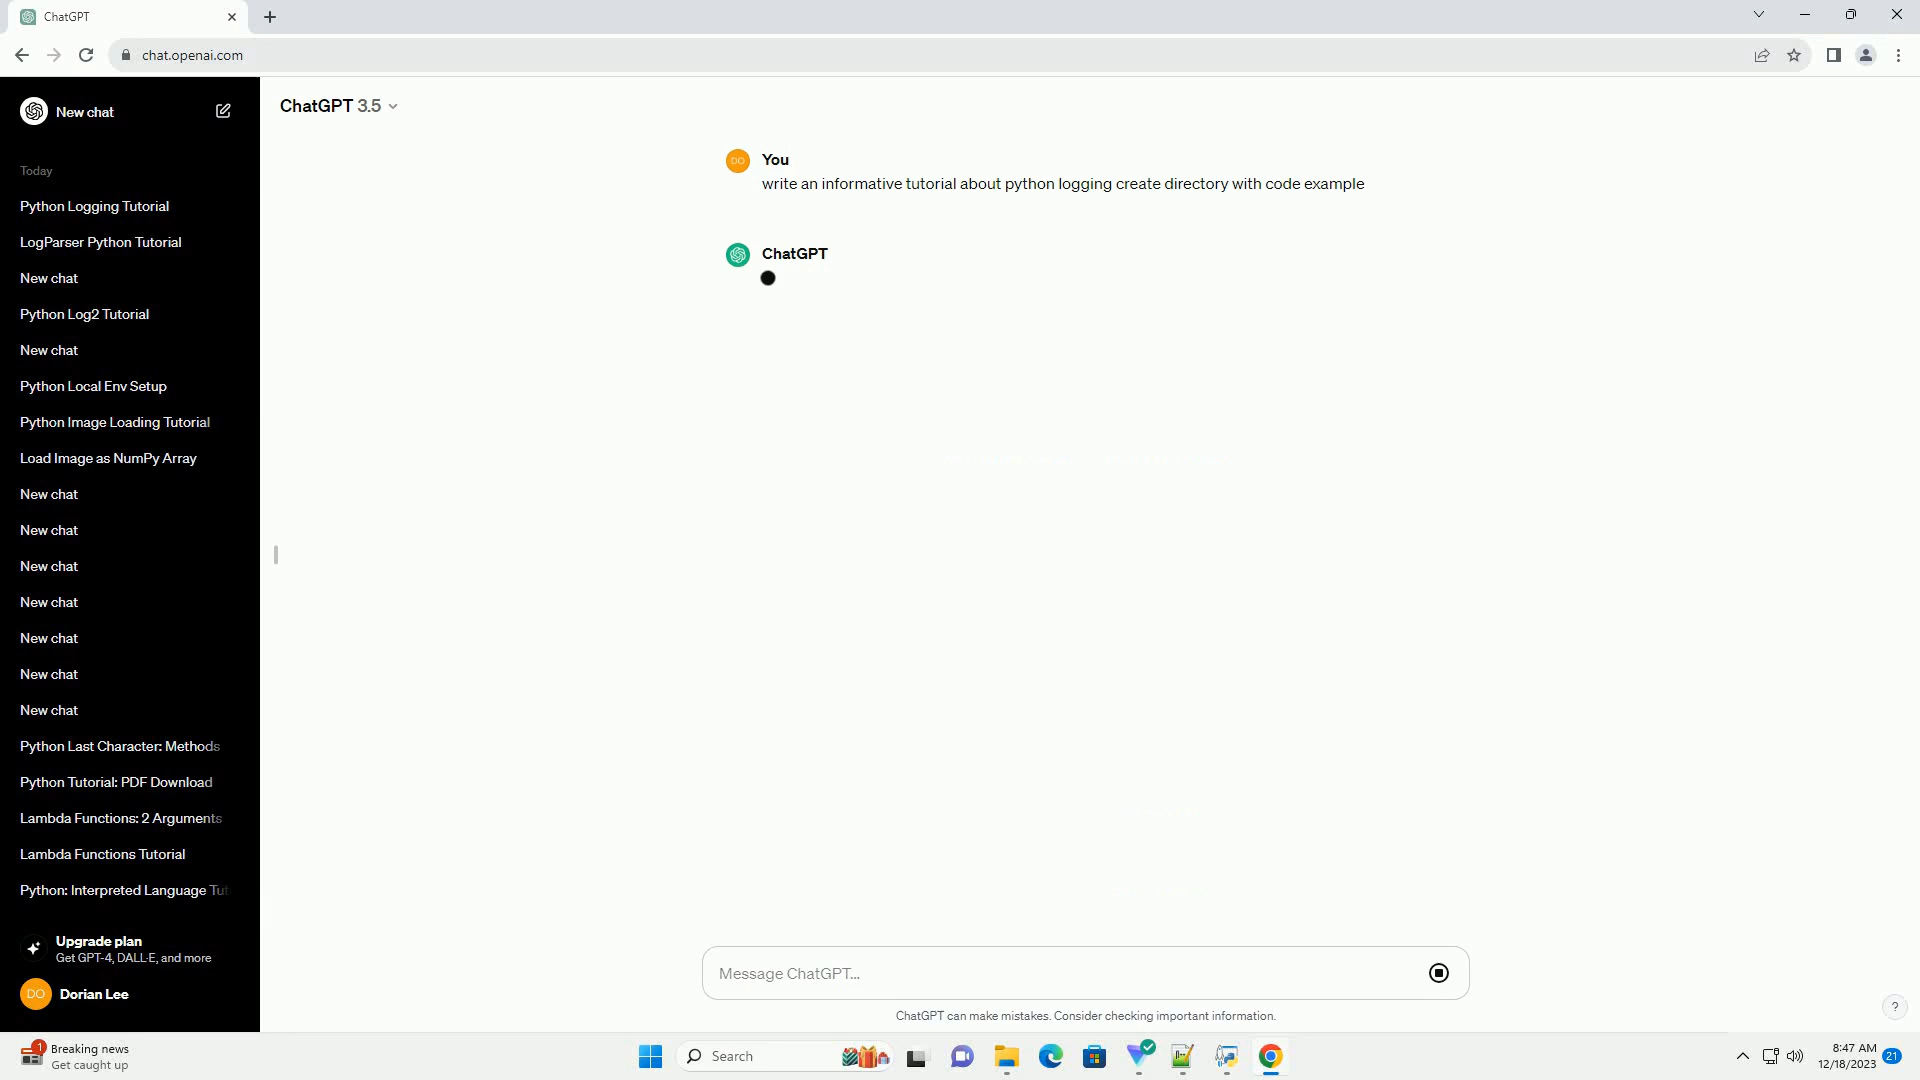 ChatGPT
chat.openai.com
New chat
Today
Python Logging Tutorial
LogParser Python Tutorial
New chat
Python Log2 Tutorial
New chat
Python Local Env Setup
Python Image Loading Tutorial
Load Image as NumPy Array
New chat
New chat
New chat
New chat
New chat
New chat
New chat
Python Last Character: Methods
Python Tutorial: PDF Download
Lambda Functions: 2 Arguments
Lambda Functions Tutorial
Python: Interpreted Language Tut
Upgrade plan
Get GPT-4, DALL·E, and more
DO Dorian Lee
ChatGPT 3.5
DO You
write an informative tutorial about python logging create directory with code example
ChatGPT
Message ChatGPT...
ChatGPT can make mistakes. Consider checking important information.
?
1 Breaking news
Get caught up
Search
8:47 AM
12/18/2023
21